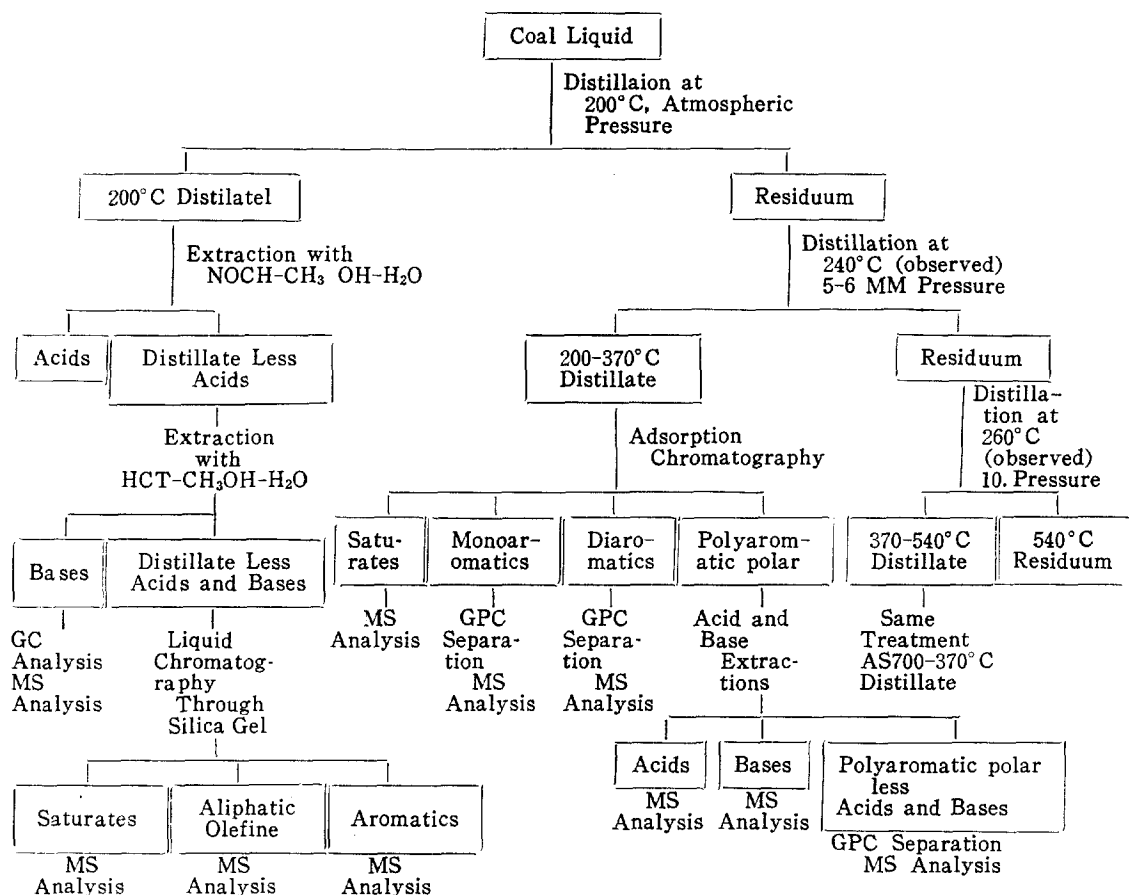 Coal Liquid
Distillaion at
200°C, Atmospheric
Pressure
200°C Distilatel
Residuum
Extraction with
NOCH-CH₃ OH-H₂O
Distillation at
240°C (observed)
5-6 MM Pressure
Acids
Distillate Less
Acids
200-370°C
Distillate
Residuum
Extraction
with
HCT-CH₃OH-H₂O
Adsorption
Chromatography
Distilla-
tion at
260°C
(observed)
10. Pressure
Bases
Distillate Less
Acids and Bases
Satu-
rates
Monoar-
omatics
Diaro-
matics
Polyarom-
atic polar
370-540°C
Distillate
540°C
Residuum
GC
Analysis
MS
Analysis
Liquid
Chromatog-
raphy
Through
Silica Gel
MS
Analysis
GPC
Separa-
tion
MS
Analysis
GPC
Separa-
tion
MS
Analysis
Acid and
Base
Extrac-
tions
Same
Treatment
AS700-370°C
Distillate
Saturates
Aliphatic
Olefine
Aromatics
MS
Analysis
MS
Analysis
MS
Analysis
Acids
Bases
Polyaromatic polar
less
Acids and Bases
MS
Analysis
MS
Analysis
GPC Separation
MS Analysis